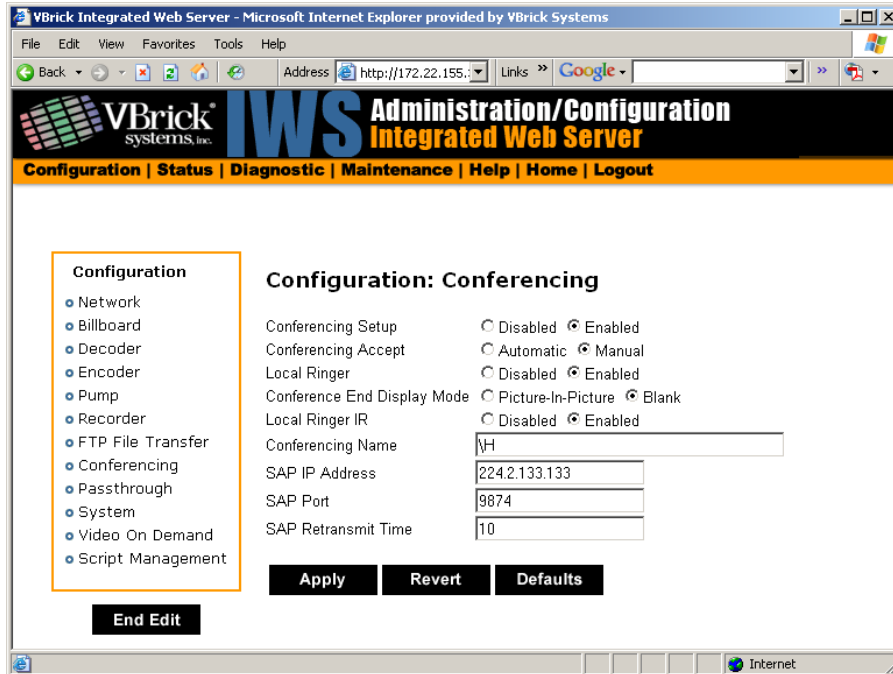 VBrick Integrated Web Server - Microsoft Internet Explorer provided by VBrick Systems
File Edit View Favorites Tools Help
Back Address http://172.22.155. Links » Google
VBrick systems, inc. IWS Administration/Configuration
Integrated Web Server
Configuration | Status | Diagnostic | Maintenance | Help | Home | Logout
Configuration
Network
Billboard
Decoder
Encoder
Pump
Recorder
FTP File Transfer
Conferencing
Passthrough
System
Video On Demand
Script Management
End Edit
Configuration: Conferencing
Conferencing Setup Disabled Enabled
Conferencing Accept Automatic Manual
Local Ringer Disabled Enabled
Conference End Display Mode Picture-In-Picture Blank
Local Ringer IR Disabled Enabled
Conferencing Name \H
SAP IP Address 224.2.133.133
SAP Port 9874
SAP Retransmit Time 10
Apply Revert Defaults
Internet